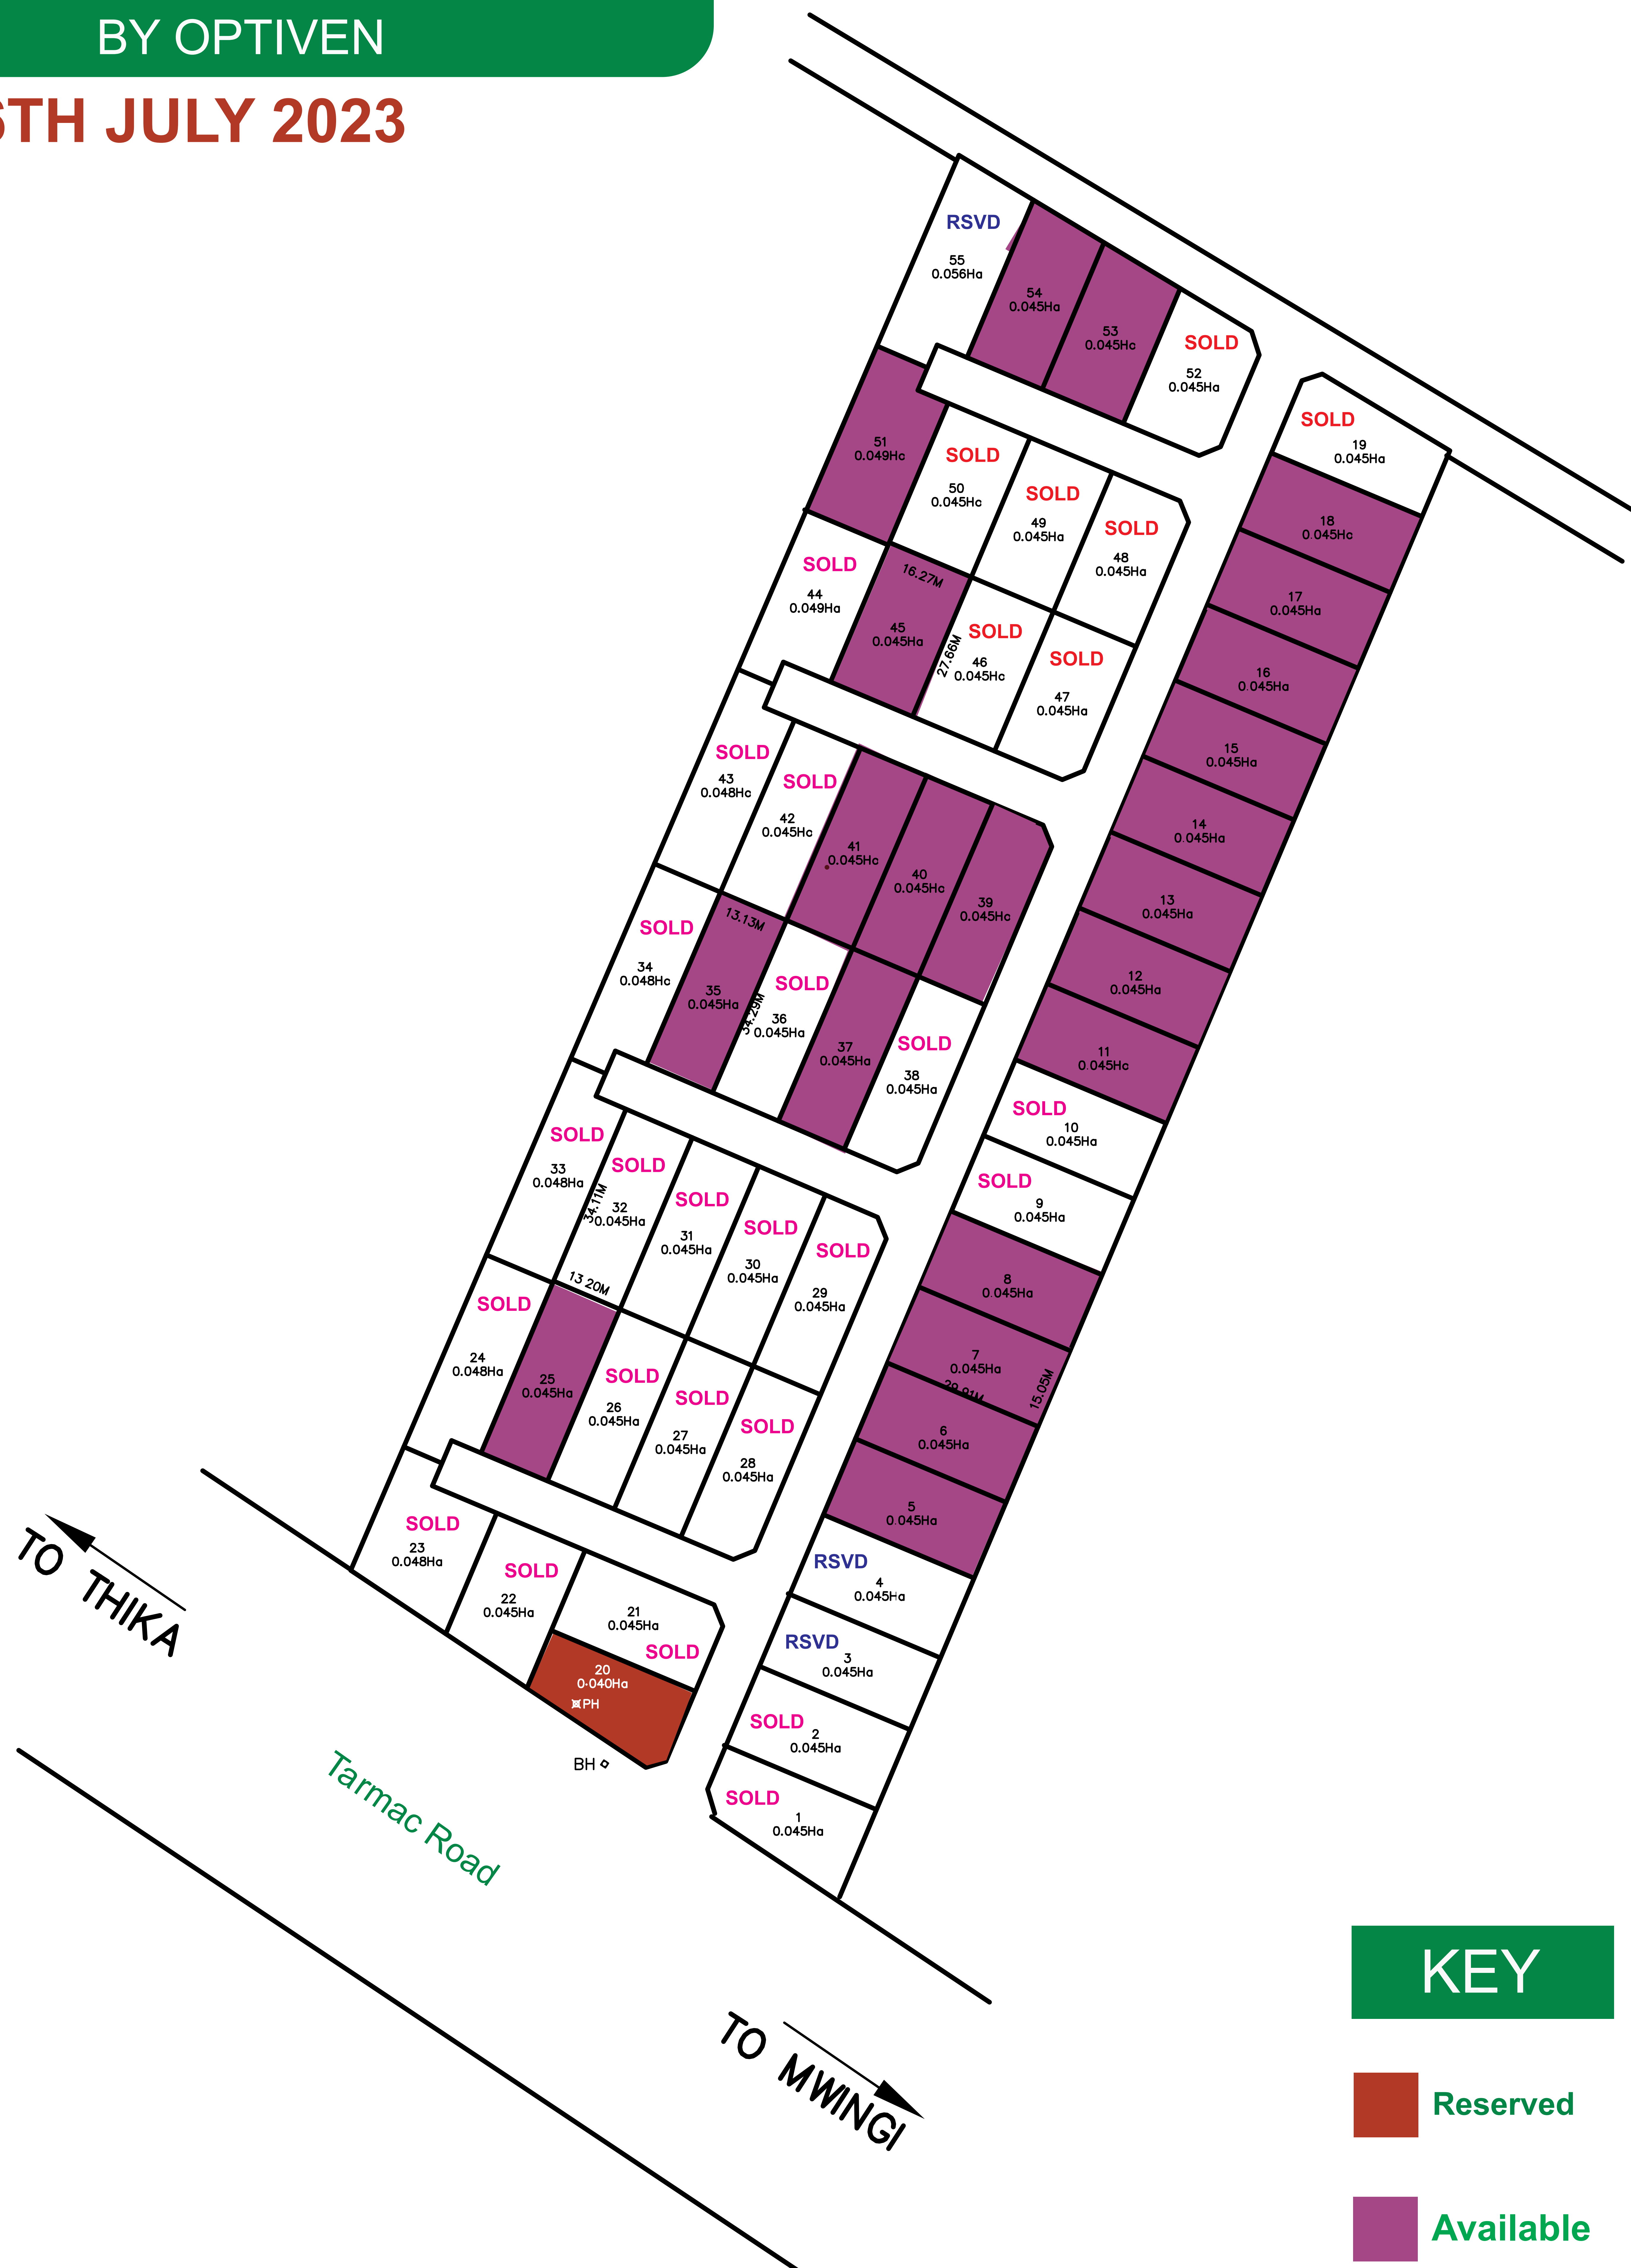 BY OPTIVEN
6TH JULY 2023
RSVD
55
0.056Ha
54
0.045Ha
53
0.045Ha
SOLD
52
0.045Ha
SOLD
19
0.045Ha
51
0.049Ha
SOLD
50
0.045Ha
SOLD
49
0.045Ha
SOLD
48
0.045Ha
18
0.045Ha
SOLD
44
0.049Ha
16.27M
45
0.045Ha
27.66M
SOLD
46
0.045Ha
SOLD
47
0.045Ha
17
0.045Ha
16
0.045Ha
SOLD
43
0.048Ha
SOLD
42
0.045Ha
41
0.045Ha
40
0.045Ha
39
0.045Ha
15
0.045Ha
14
0.045Ha
13
0.045Ha
SOLD
34
0.048Ha
13.13M
35
0.045Ha
34.29M
SOLD
36
0.045Ha
37
0.045Ha
SOLD
38
0.045Ha
12
0.045Ha
11
0.045Ha
SOLD
10
0.045Ha
SOLD
33
0.048Ha
34.11M
SOLD
32
0.045Ha
SOLD
31
0.045Ha
SOLD
30
0.045Ha
SOLD
29
0.045Ha
SOLD
9
0.045Ha
8
0.045Ha
SOLD
24
0.048Ha
13.20M
25
0.045Ha
SOLD
26
0.045Ha
SOLD
27
0.045Ha
SOLD
28
0.045Ha
7
0.045Ha
29.91M
15.05M
6
0.045Ha
5
0.045Ha
SOLD
23
0.048Ha
SOLD
22
0.045Ha
21
0.045Ha
SOLD
RSVD
4
0.045Ha
20
0.040Ha
PH
RSVD
3
0.045Ha
BH
SOLD
2
0.045Ha
SOLD
1
0.045Ha
TO THIKA
Tarmac Road
TO MWINGI
KEY
Reserved
Available